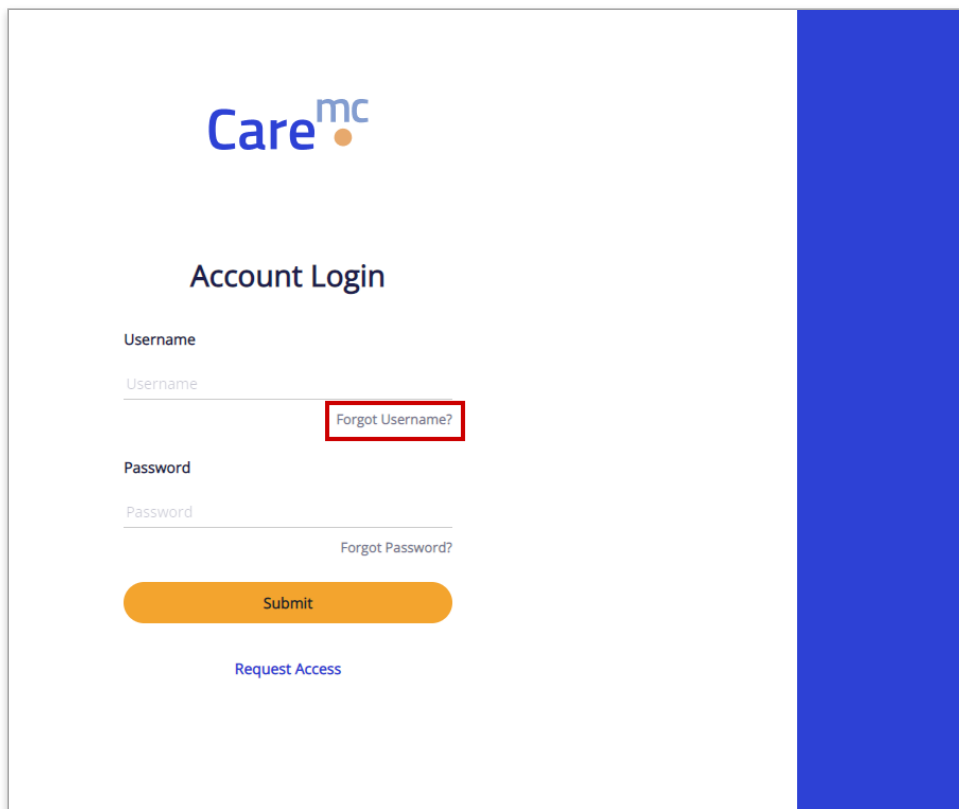 Care mc
Account Login
Username
Username
Forgot Username?
Password
Password
Forgot Password?
Submit
Request Access